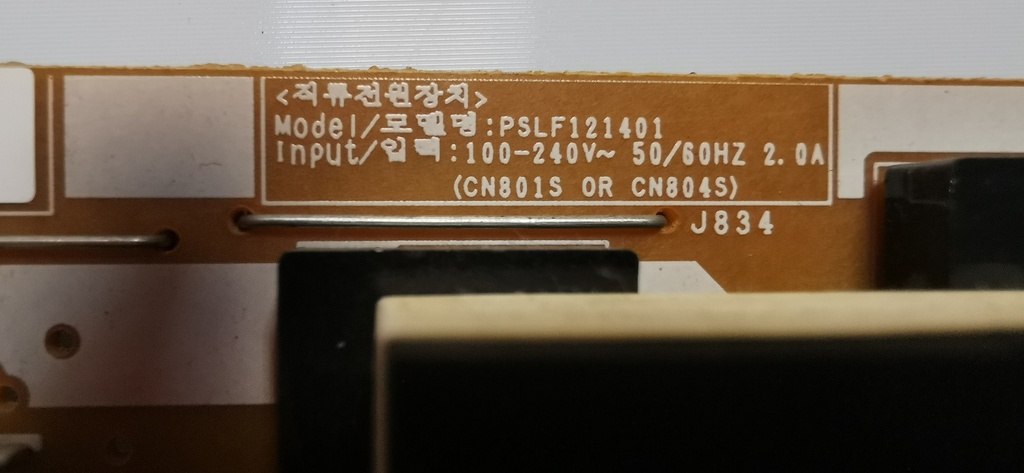 <직류전원장치>
Model/모델명:PSLF121401
Input/입력:100-240V~ 50/60HZ 2.0A
(CN801S OR CN804S)
J834